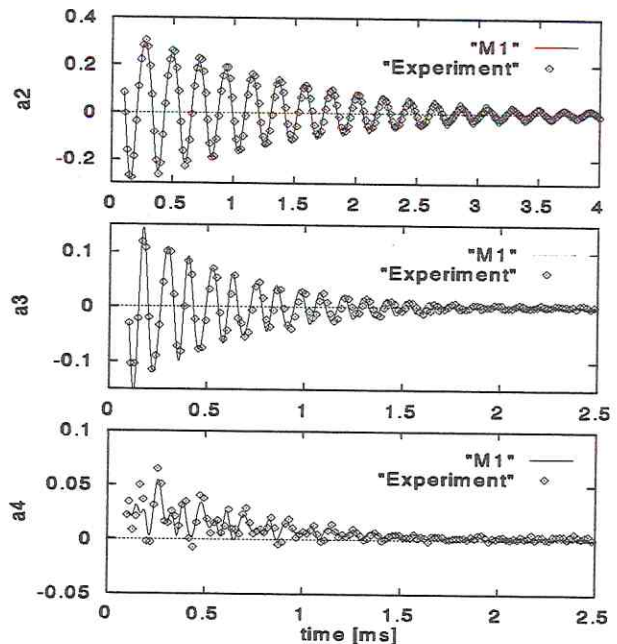 0.4
0.2
0
-0.2
a2
"M1"
"Experiment"
0 0.5 1 1.5 2 2.5 3 3.5 4
0.1
0
-0.1
a3
"M1"
"Experiment"
0 0.5 1 1.5 2 2.5
0.1
0.05
0
-0.05
a4
"M1"
"Experiment"
0 0.5 1 1.5 2 2.5
time [ms]